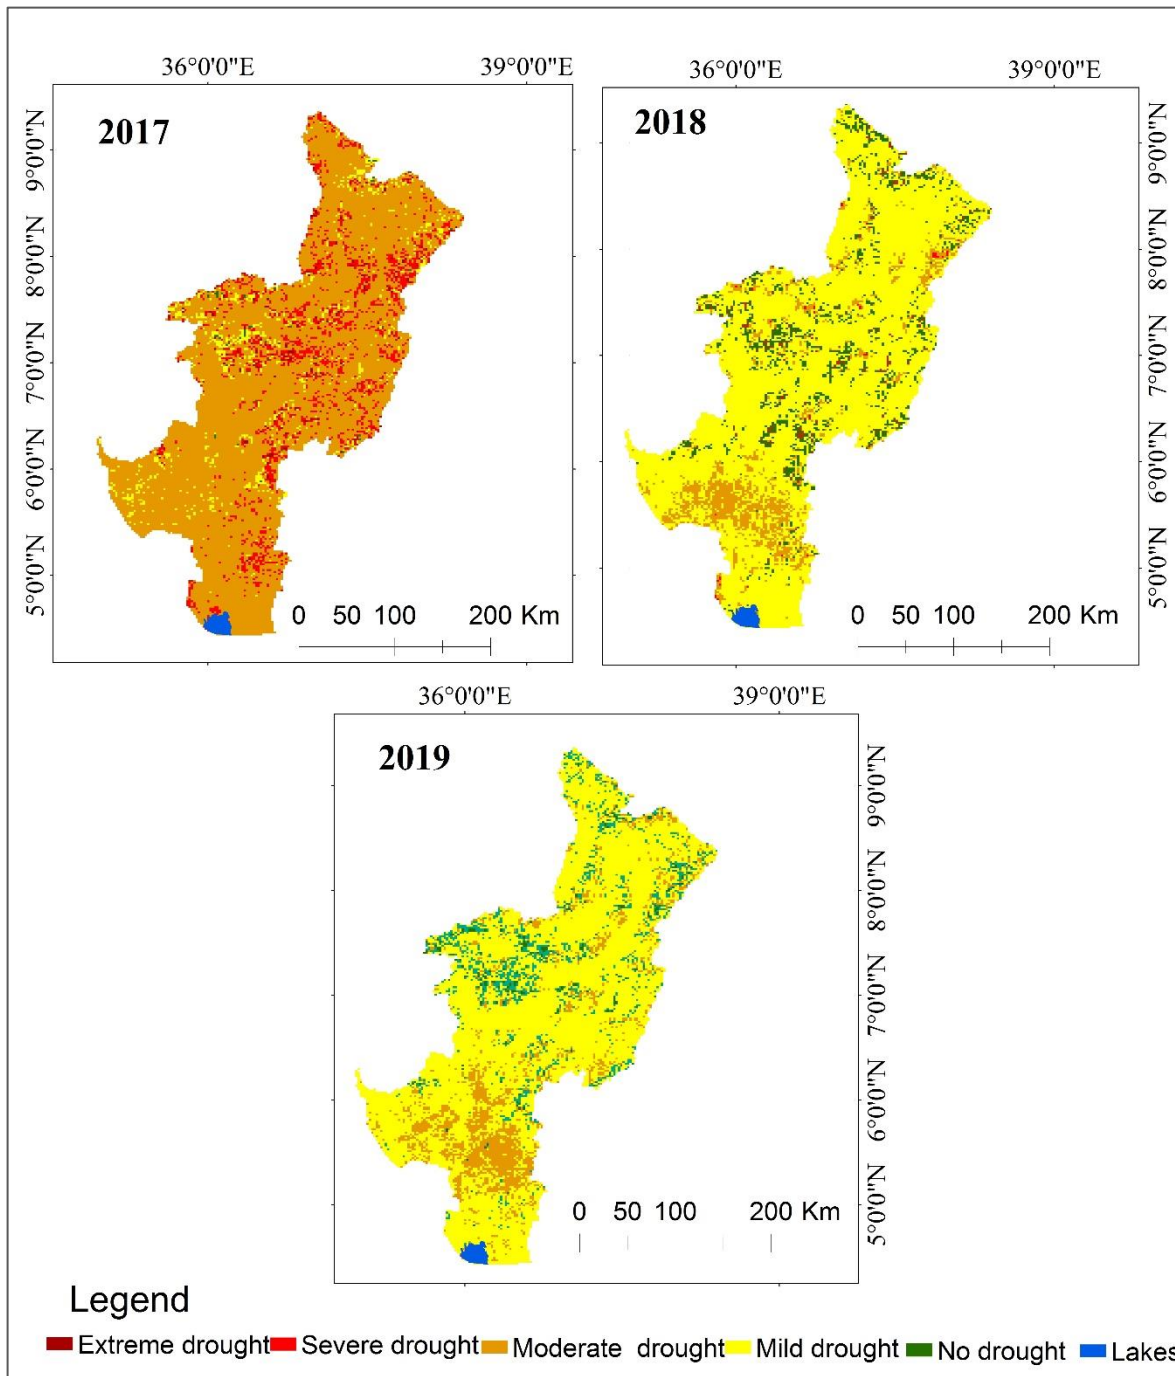 36°0'0"E 39°0'0"E 36°0'0"E 39°0'0"E
2017
2018
9°0'0"N
8°0'0"N
7°0'0"N
6°0'0"N
5°0'0"N
9°0'0"N
8°0'0"N
7°0'0"N
6°0'0"N
5°0'0"N
0 50 100 200 Km
0 50 100 200 Km
36°0'0"E 39°0'0"E
2019
9°0'0"N
8°0'0"N
7°0'0"N
6°0'0"N
5°0'0"N
0 50 100 200 Km
Legend
Extreme drought Severe drought Moderate drought Mild drought No drought Lakes